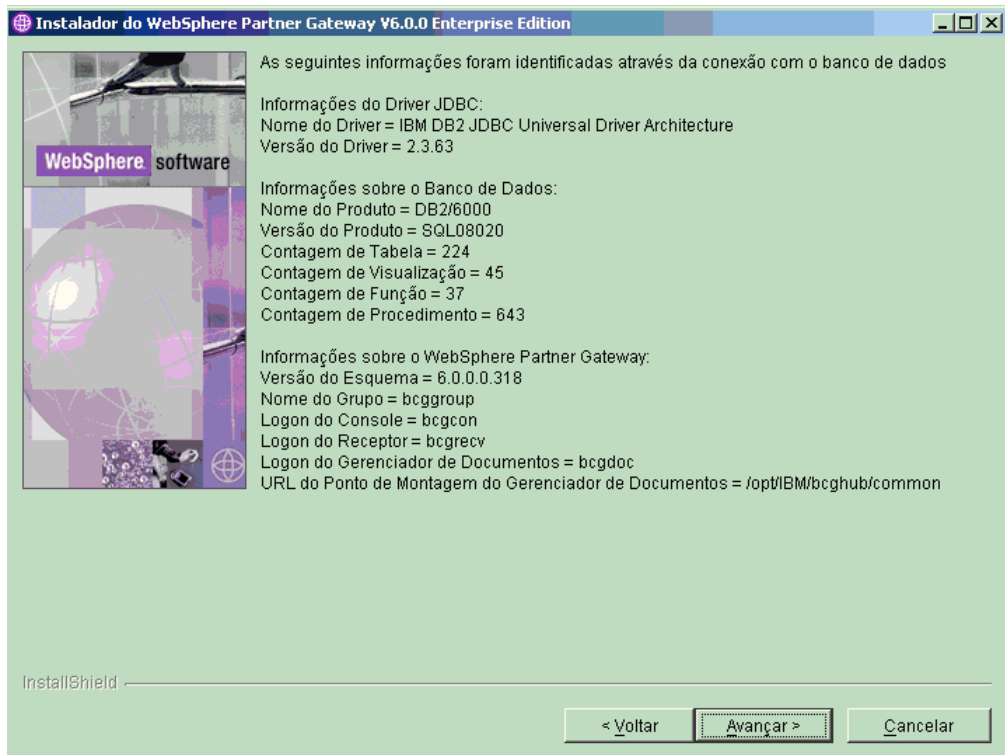 Instalador do WebSphere Partner Gateway V6.0.0 Enterprise Edition
As seguintes informações foram identificadas através da conexão com o banco de dados
Informações do Driver JDBC:
Nome do Driver = IBM DB2 JDBC Universal Driver Architecture
Versão do Driver = 2.3.63
WebSphere. software
Informações sobre o Banco de Dados:
Nome do Produto = DB2/6000
Versão do Produto = SQL08020
Contagem de Tabela = 224
Contagem de Visualização = 45
Contagem de Função = 37
Contagem de Procedimento = 643
Informações sobre o WebSphere Partner Gateway:
Versão do Esquema = 6.0.0.0.318
Nome do Grupo = bcggroup
Logon do Console = bcgcon
Logon do Receptor = bcgrecv
Logon do Gerenciador de Documentos = bcgdoc
URL do Ponto de Montagem do Gerenciador de Documentos = /opt/IBM/bcghub/common
InstallShield
< Voltar
Avançar >
Cancelar